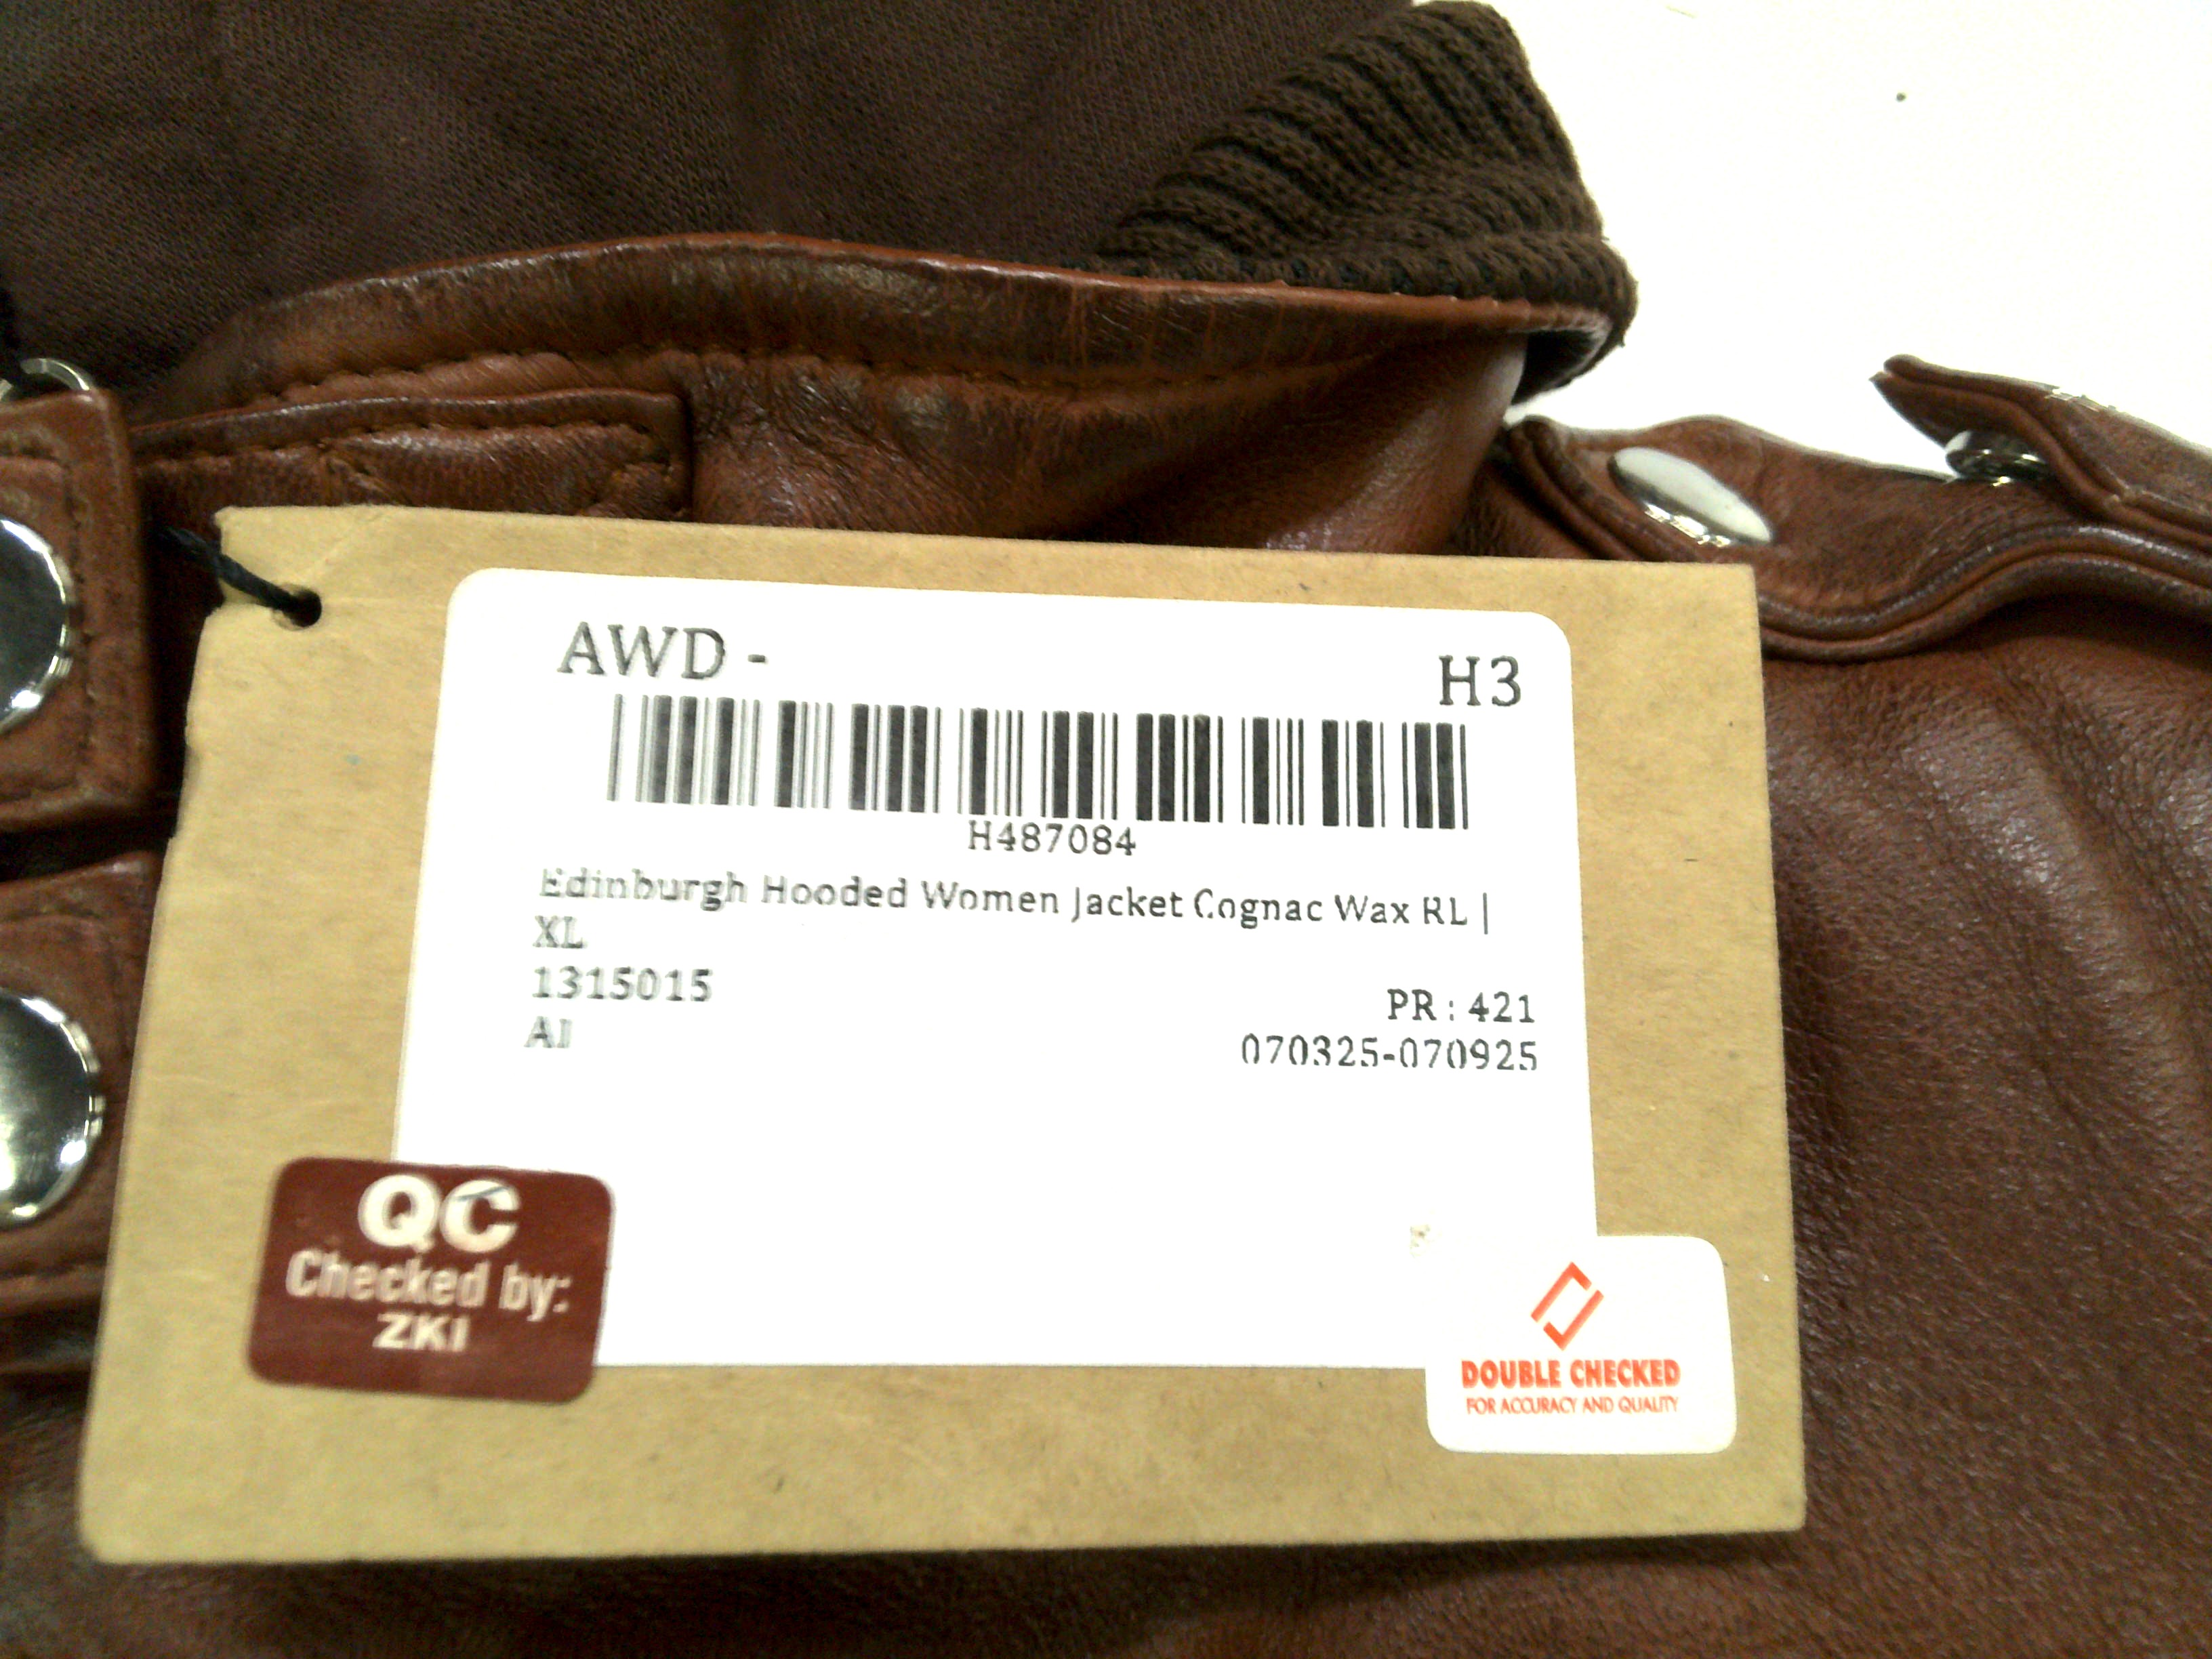 AWD - H3
H487084
Edinburgh Hooded Women Jacket Cognac Wax RL |
XL
1315015
PR : 421
AI
070325-070925
QC
Checked by:
ZKI
DOUBLE CHECKED
FOR ACCURACY AND QUALITY